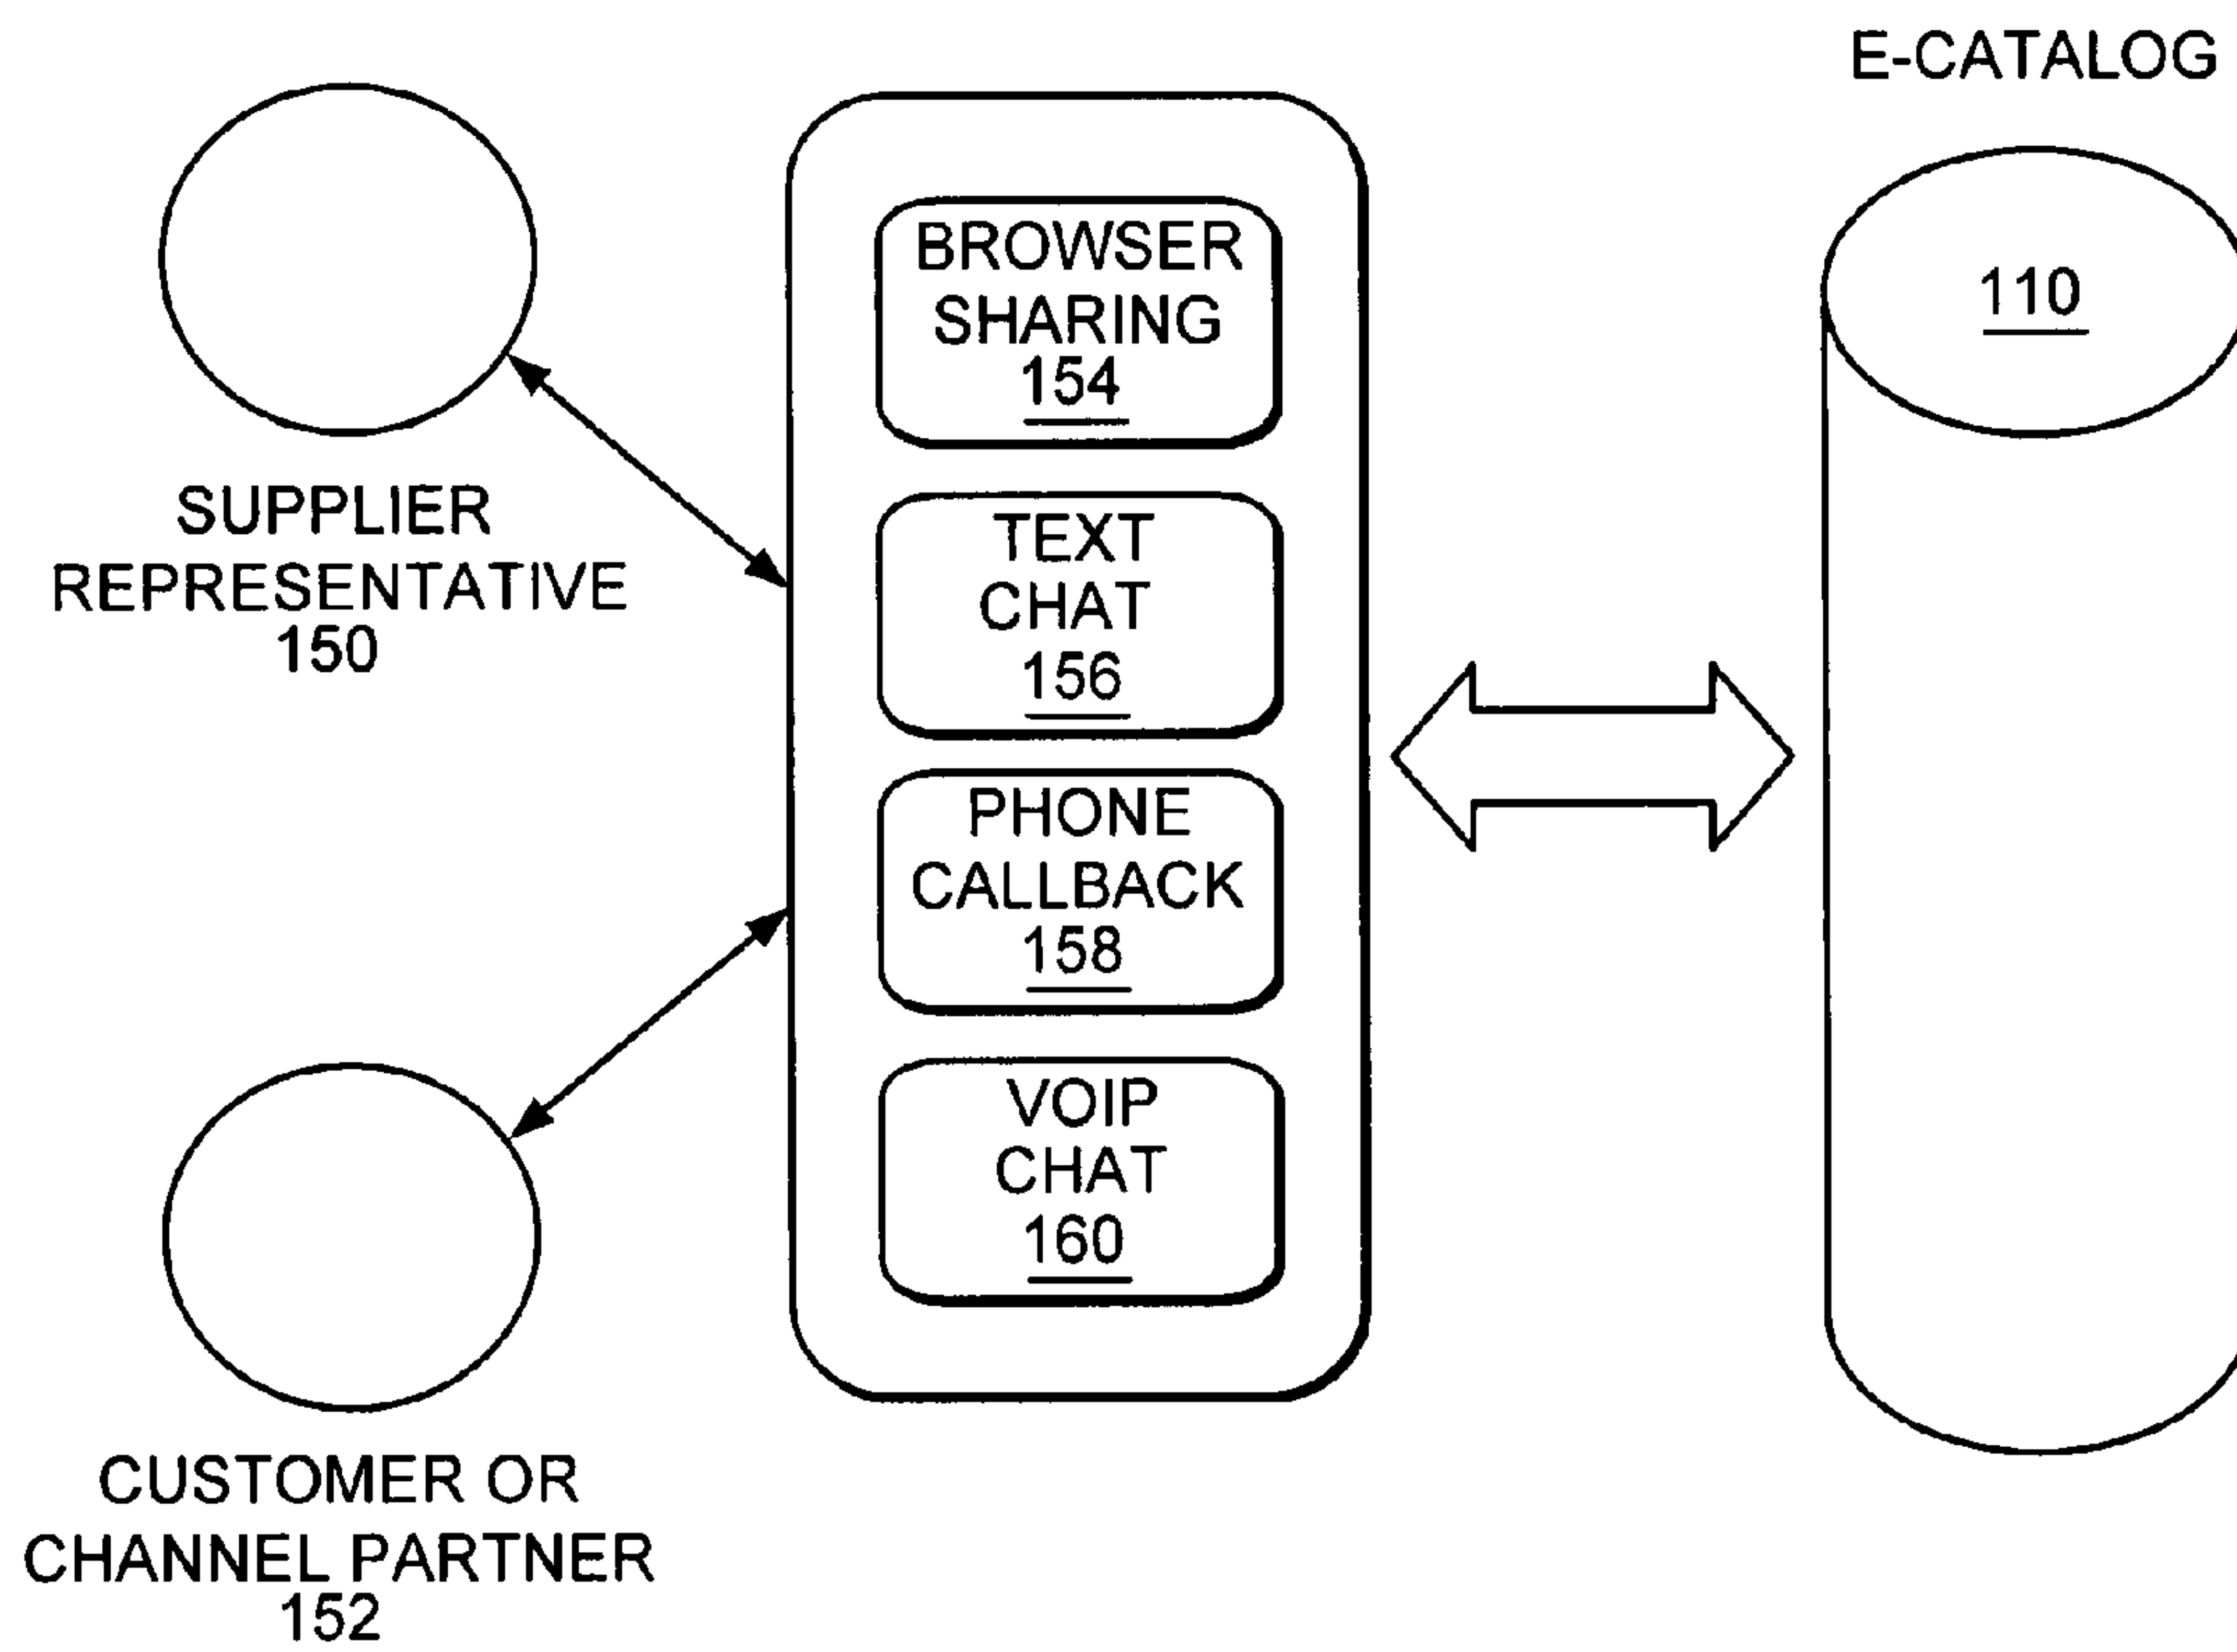 E-CATALOG
110
SUPPLIER
REPRESENTATIVE
150
BROWSER
SHARING
154
TEXT
CHAT
156
PHONE
CALLBACK
158
VOIP
CHAT
160
CUSTOMER OR
CHANNEL PARTNER
152